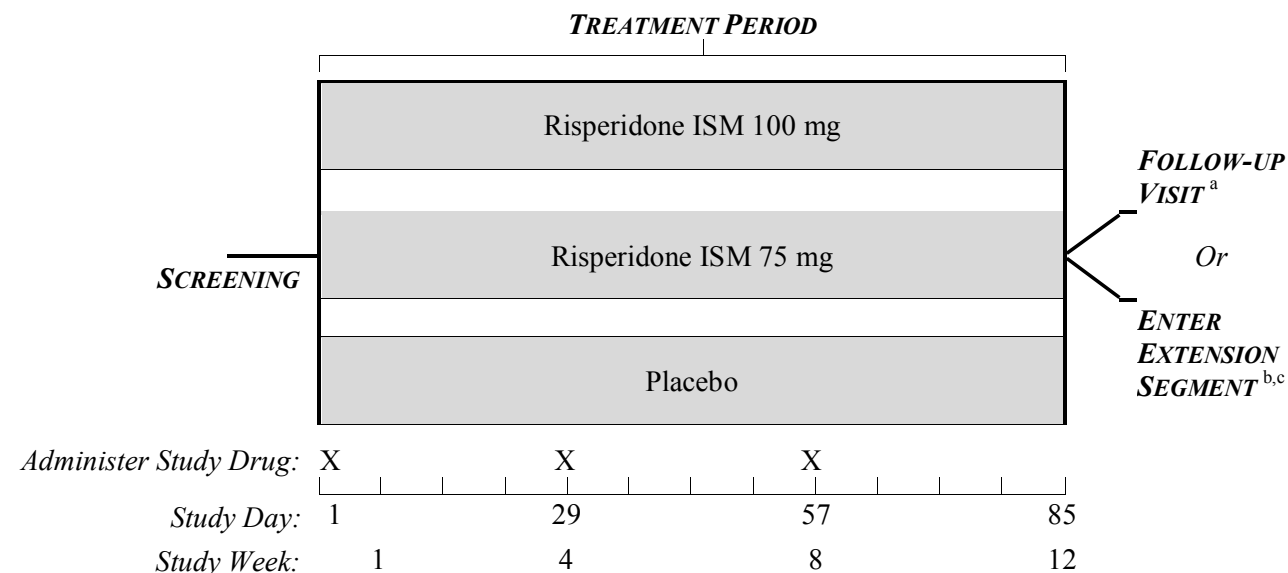 TREATMENT PERIOD
Risperidone ISM 100 mg
Risperidone ISM 75 mg
Placebo
SCREENING
FOLLOW-UP
VISIT a
Or
ENTER
EXTENSION
SEGMENT b,c
Administer Study Drug: X X X
Study Day: 1 29 57 85
Study Week: 1 4 8 12